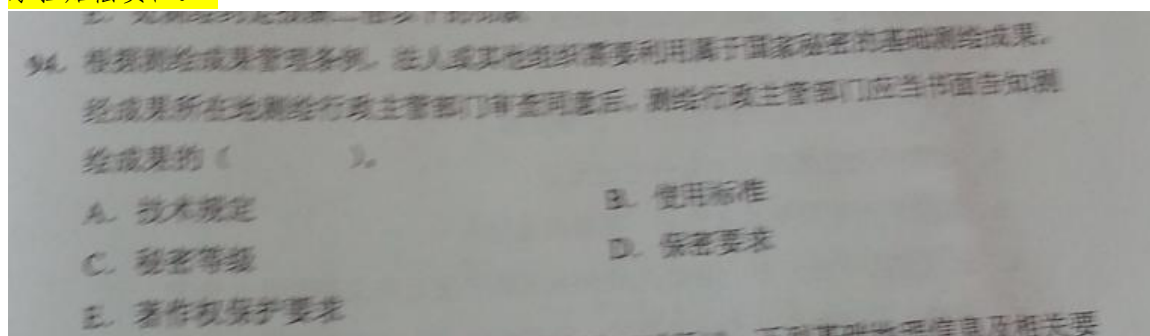 94. 根据测绘成果管理条例，法人或其他组织需要利用属于国家秘密的基础测绘成果，
经成果所在地测绘行政主管部门审查同意后，测绘行政主管部门应当书面告知测
绘成果的（ ）。
A. 技术规定 B. 使用标准
C. 秘密等级 D. 保密要求
E. 著作权保护要求